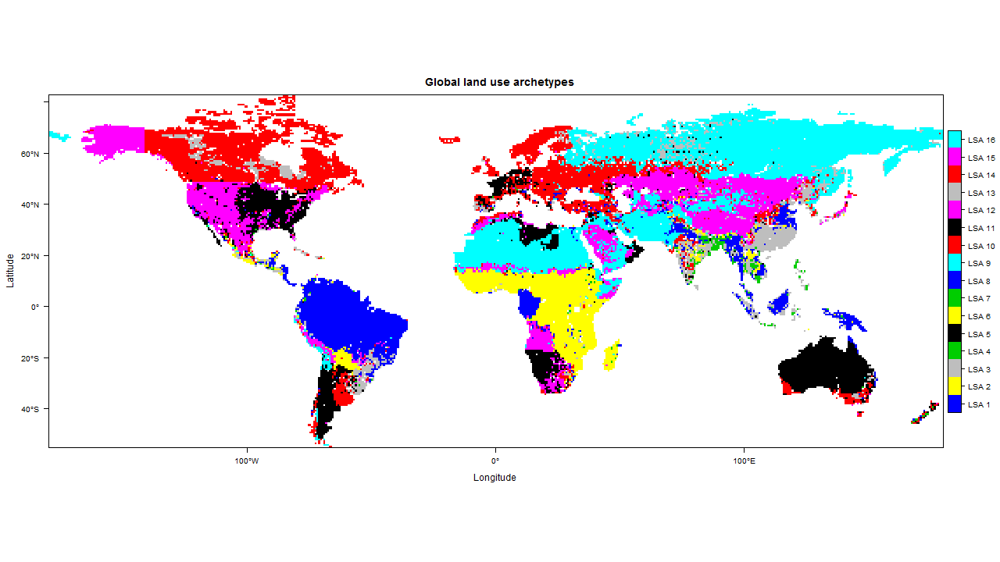 Global land use archetypes
60°N
40°N
20°N
0°
20°S
40°S
Latitude
100°W
0°
100°E
Longitude
LSA 16
LSA 15
LSA 14
LSA 13
LSA 12
LSA 11
LSA 10
LSA 9
LSA 8
LSA 7
LSA 6
LSA 5
LSA 4
LSA 3
LSA 2
LSA 1